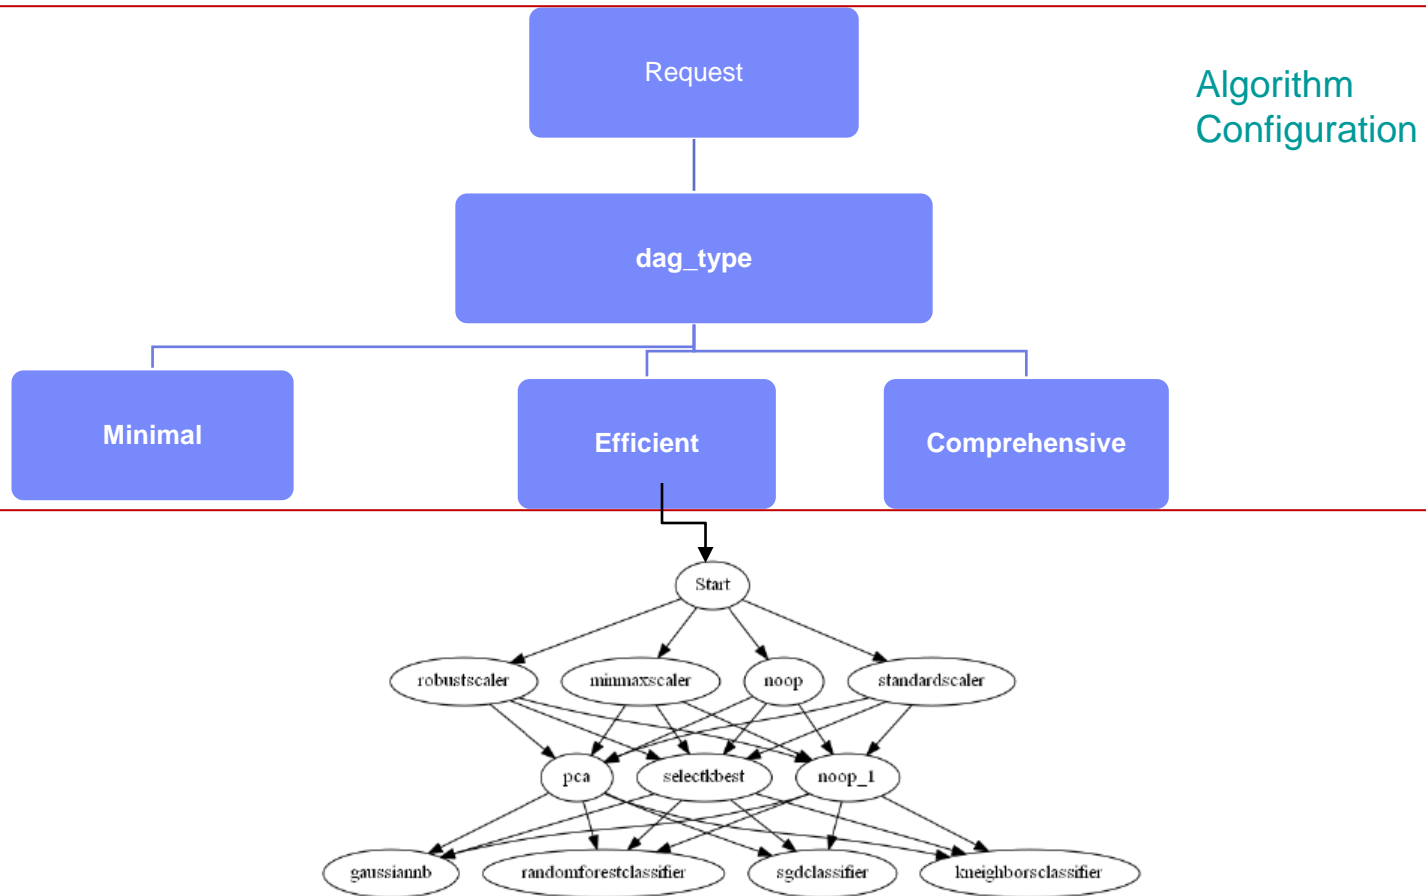 Request
Algorithm
Configuration
dag_type
Minimal
Efficient
Comprehensive
Start
robustscaler
minmaxscaler
noop
standardscaler
pca
selectkbest
noop_1
gaussiannb
randomforestclassifier
sgdclassifier
kneighborsclassifier